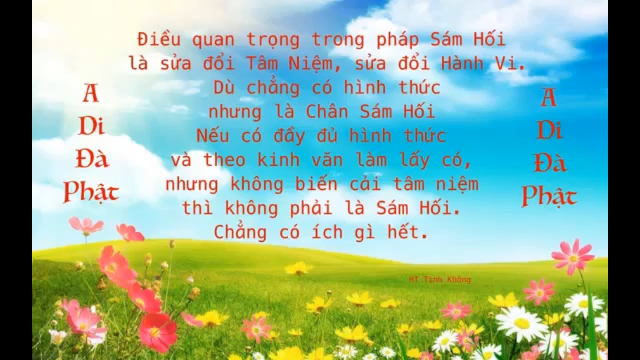 Điều quan trọng trong pháp Sám Hối
là sửa đổi Tâm Niệm, sửa đổi Hành Vi.
Dù chẳng có hình thức
nhưng là Chân Sám Hối
Nếu có đầy đủ hình thức
và theo kinh văn làm lấy có,
nhưng không biến cải tâm niệm
thì không phải là Sám Hối.
Chẳng có ích gì hết.
A
Di
Đà
Phật
A
Di
Đà
Phật
HT Tịnh Không